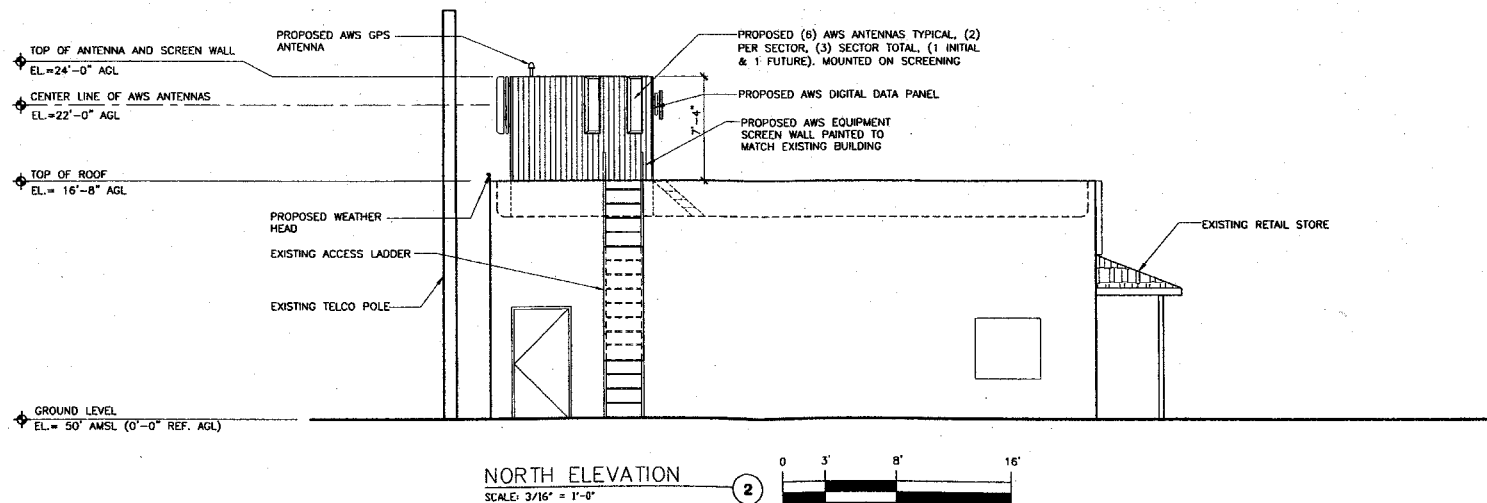 PROPOSED AWS GPS
ANTENNA
PROPOSED (6) AWS ANTENNAS TYPICAL, (2)
PER SECTOR, (3) SECTOR TOTAL, (1 INITIAL
& 1 FUTURE). MOUNTED ON SCREENING
TOP OF ANTENNA AND SCREEN WALL
EL.=24'-0" AGL
CENTER LINE OF AWS ANTENNAS
EL.=22'-0" AGL
PROPOSED AWS DIGITAL DATA PANEL
7'-4"
PROPOSED AWS EQUIPMENT
SCREEN WALL PAINTED TO
MATCH EXISTING BUILDING
TOP OF ROOF
EL.= 16'-8" AGL
PROPOSED WEATHER
HEAD
EXISTING RETAIL STORE
EXISTING ACCESS LADDER
EXISTING TELCO POLE
GROUND LEVEL
EL.= 50' AMSL (0'-0" REF. AGL)
NORTH ELEVATION
SCALE: 3/16" = 1'-0"
2
0 3' 8' 16'